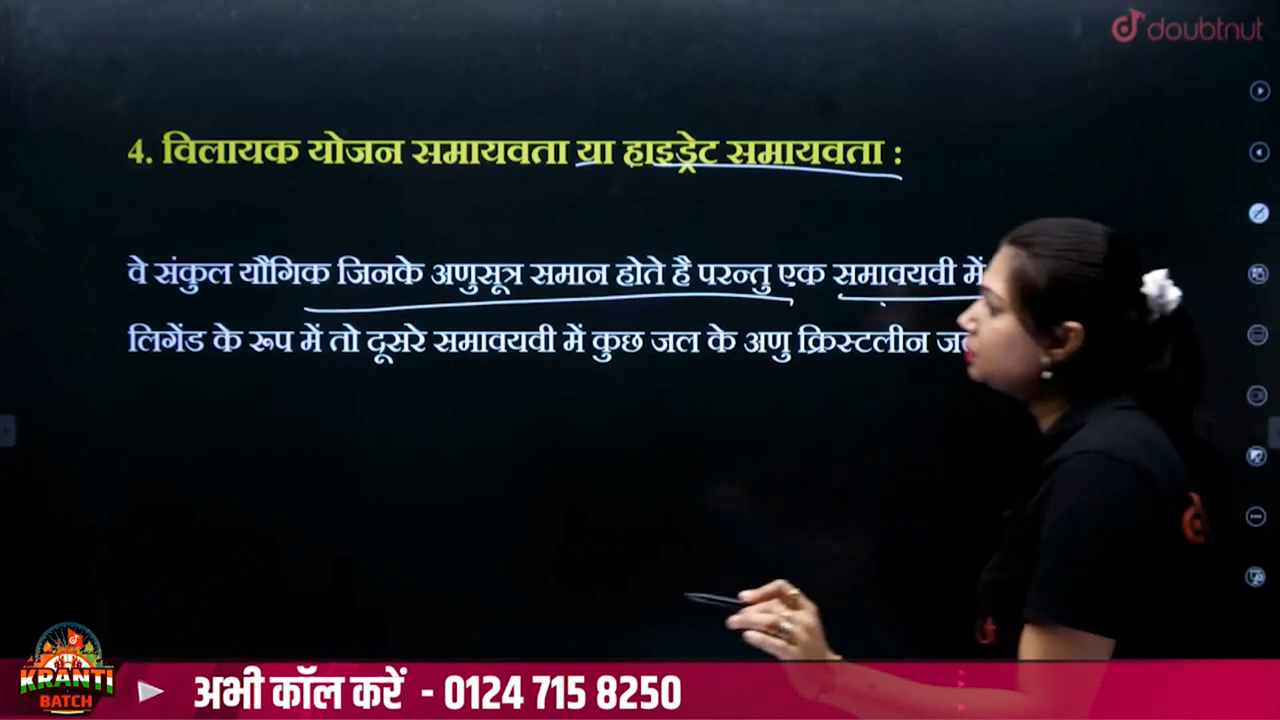 doubtnut
4. विलायक योजन समायवता या हाइड्रेट समायवता :
वे संकुल यौगिक जिनके अणुसूत्र समान होते है परन्तु एक समावयवी में
लिगेंड के रूप में तो दूसरे समावयवी में कुछ जल के अणु क्रिस्टलीन
KRANTI
BATCH
अभी कॉल करें - 0124 715 8250